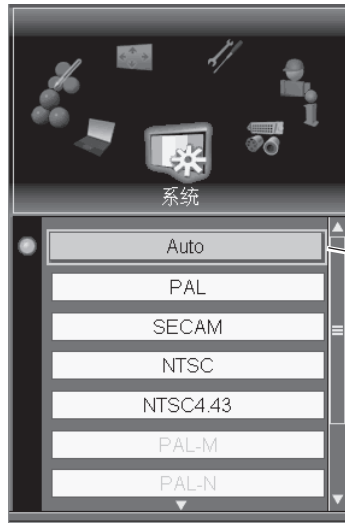 系统
Auto
PAL
SECAM
NTSC
NTSC4.43
PAL-M
PAL-N